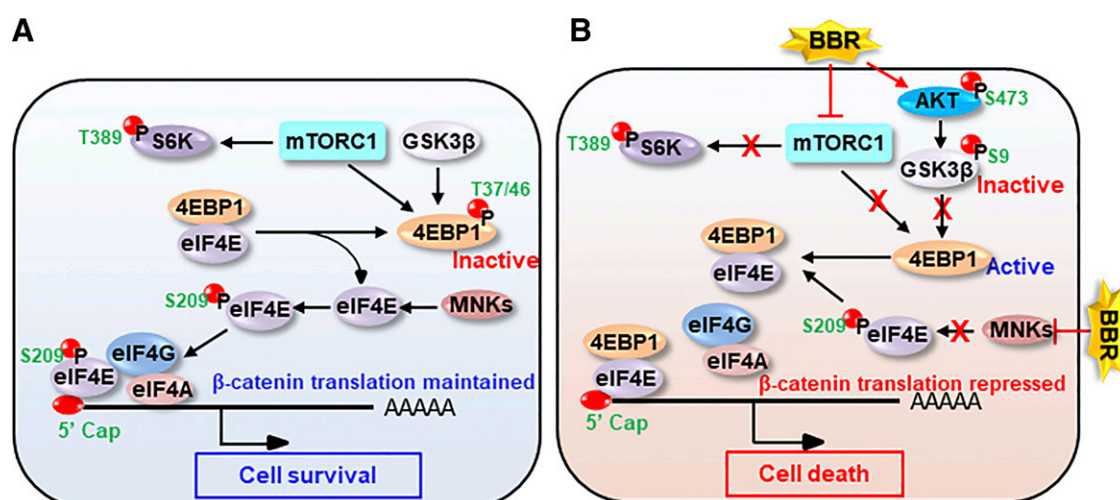 A
T389
P
S6K
mTORC1
GSK3β
T37/46
P
4EBP1
Inactive
4EBP1
eIF4E
S209
P
eIF4E
eIF4E
MNKs
S209
P
eIF4E
eIF4G
eIF4A
β-catenin translation maintained
AAAAA
5' Cap
Cell survival
B
BBR
AKT
P
S473
T389
P
S6K
X
mTORC1
P
S9
GSK3β
Inactive
X
X
4EBP1
eIF4E
4EBP1
Active
S209
P
eIF4E
X
MNKs
BBR
4EBP1
eIF4E
eIF4G
eIF4A
β-catenin translation repressed
AAAAA
5' Cap
Cell death